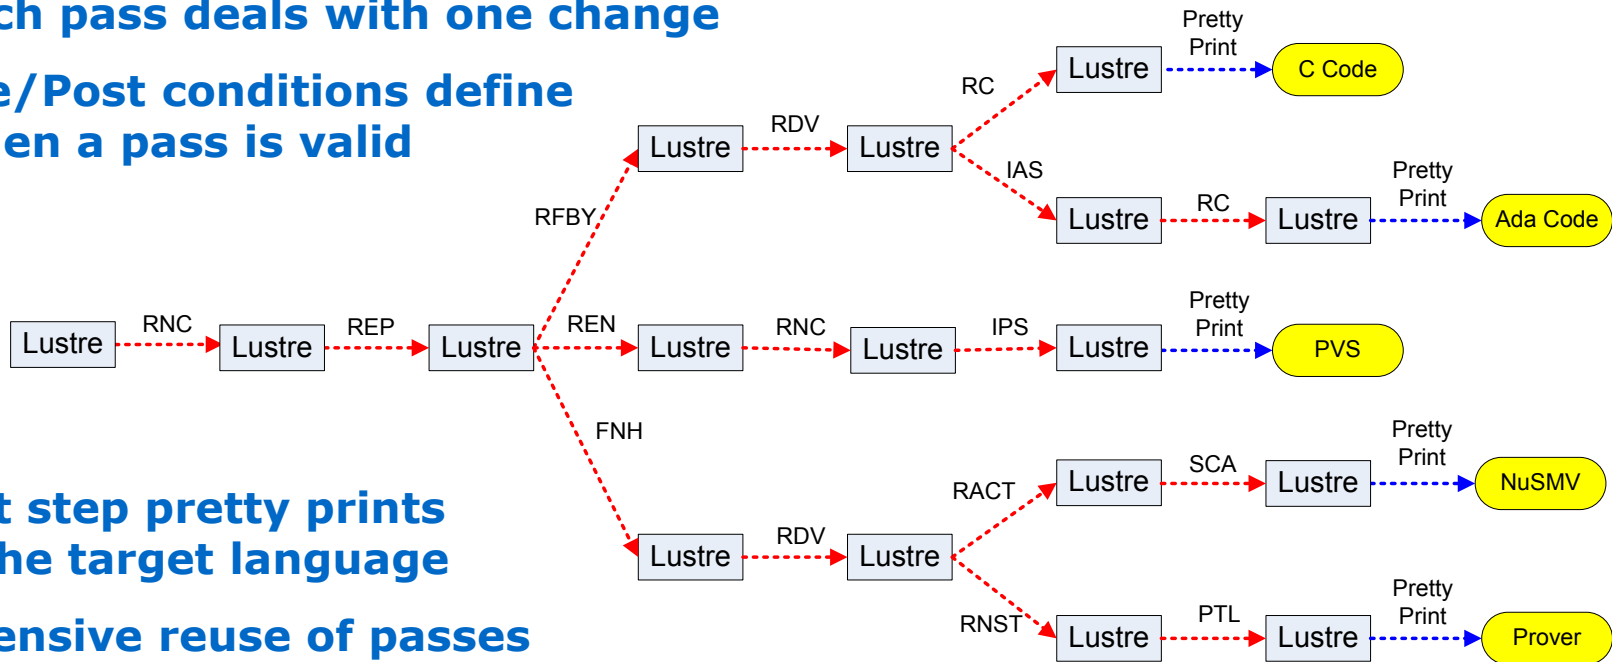 ch pass deals with one change
e/Post conditions define
en a pass is valid
Pretty
Print
Lustre
C Code
RC
RDV
Lustre
Lustre
IAS
Pretty
Print
RC
Lustre
Lustre
Ada Code
RFBY
Pretty
Print
RNC
REP
REN
RNC
IPS
Lustre
Lustre
Lustre
Lustre
Lustre
Lustre
PVS
FNH
Pretty
Print
SCA
RACT
Lustre
Lustre
NuSMV
t step pretty prints
he target language
RDV
Lustre
Lustre
Pretty
Print
PTL
RNST
Lustre
Lustre
Prover
ensive reuse of passes